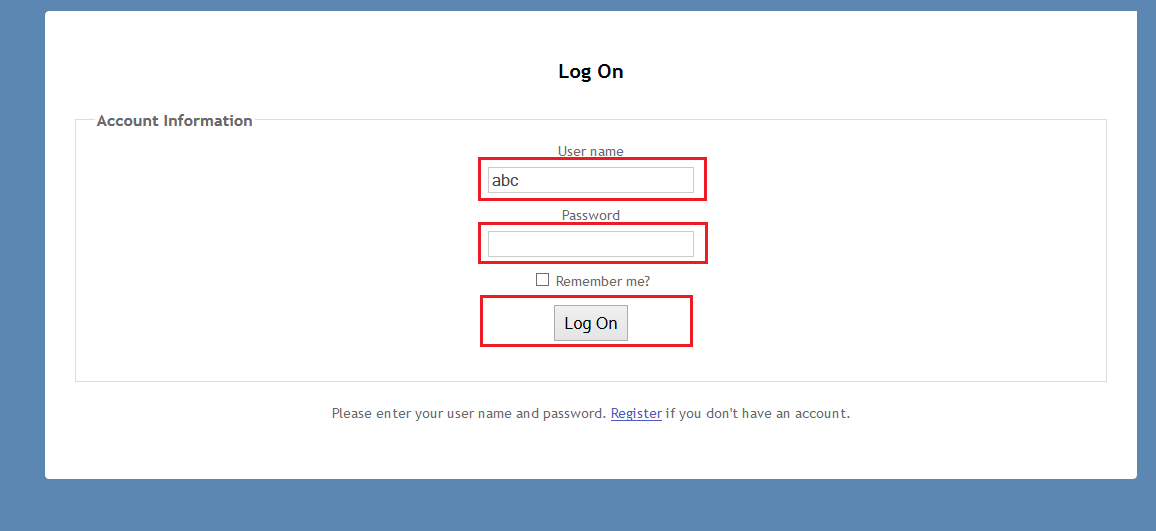 Log On
Account Information
User name
abc
Password
Remember me?
Log On
Please enter your user name and password. Register if you don't have an account.